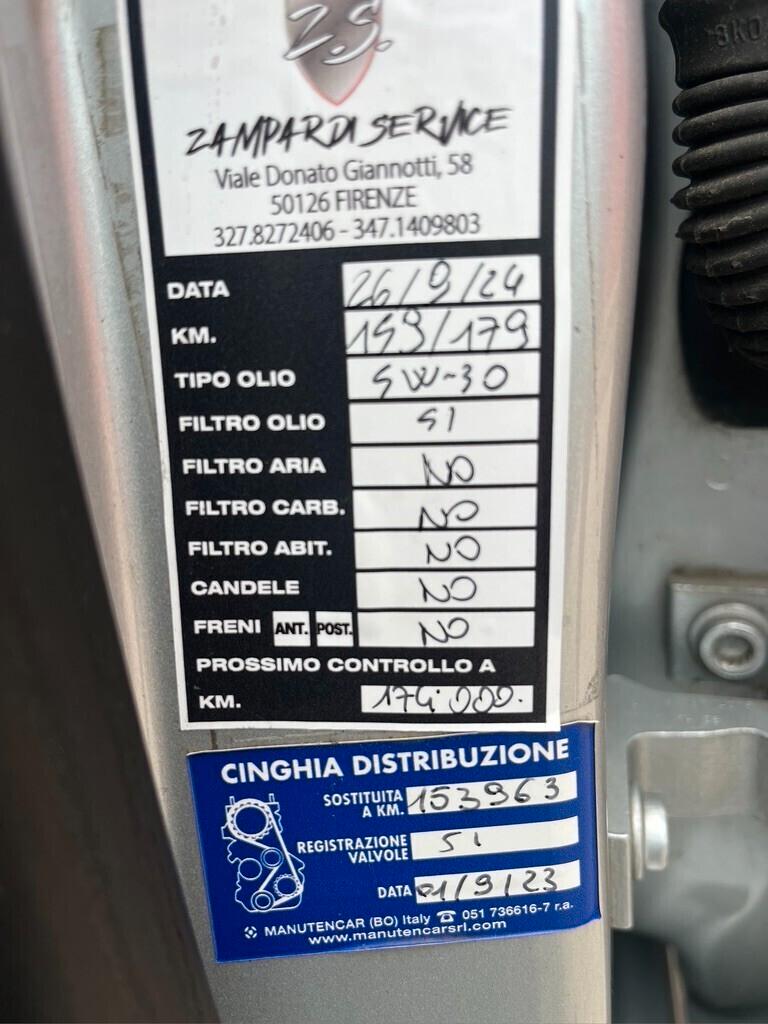 Z.S.
ZAMPARDI SERVICE
Viale Donato Giannotti, 58
50126 FIRENZE
327.8272406 - 347.1409803
DATA 26/9/24
KM. 159/179
TIPO OLIO 5W-30
FILTRO OLIO SI
FILTRO ARIA NO
FILTRO CARB. NO
FILTRO ABIT. NO
CANDELE NO
FRENI ANT. POST. NO
PROSSIMO CONTROLLO A
KM. 174.000.
CINGHIA DISTRIBUZIONE
SOSTITUITA
A KM. 153963
REGISTRAZIONE
VALVOLE SI
DATA 01/9/23
MANUTENCAR (BO) Italy ☎ 051 736616-7 r.a.
www.manutencarsrl.com